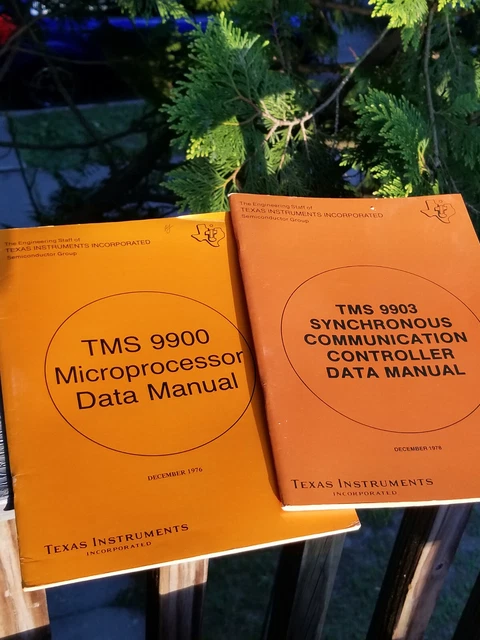 The Engineering Staff of
TEXAS INSTRUMENTS INCORPORATED
Semiconductor Group
TMS 9900
Microprocessor
Data Manual
DECEMBER 1976
TEXAS INSTRUMENTS
INCORPORATED
The Engineering Staff of
TEXAS INSTRUMENTS INCORPORATED
Semiconductor Group
TMS 9903
SYNCHRONOUS
COMMUNICATION
CONTROLLER
DATA MANUAL
DECEMBER 1978
TEXAS INSTRUMENTS
INCORPORATED